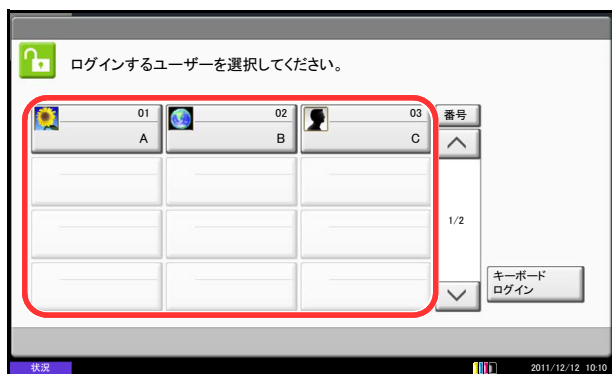 ログインするユーザーを選択してください。
01 02 03 番号
A B C
1/2
キーボード
ログイン
状況 2011/12/12 10:10